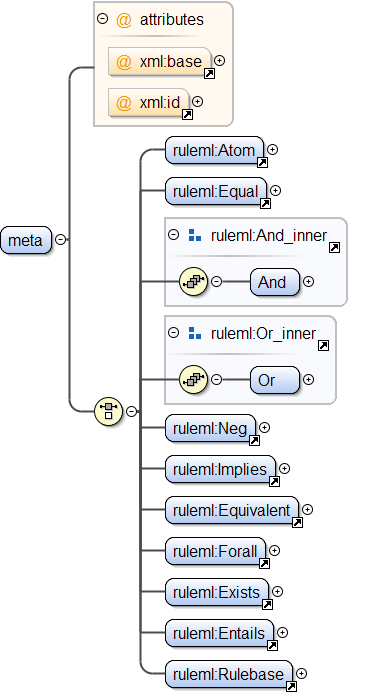 attributes
@ xml:base
@ xml:id
meta
ruleml:Atom
ruleml:Equal
ruleml:And_inner
And
ruleml:Or_inner
Or
ruleml:Neg
ruleml:Implies
ruleml:Equivalent
ruleml:Forall
ruleml:Exists
ruleml:Entails
ruleml:Rulebase